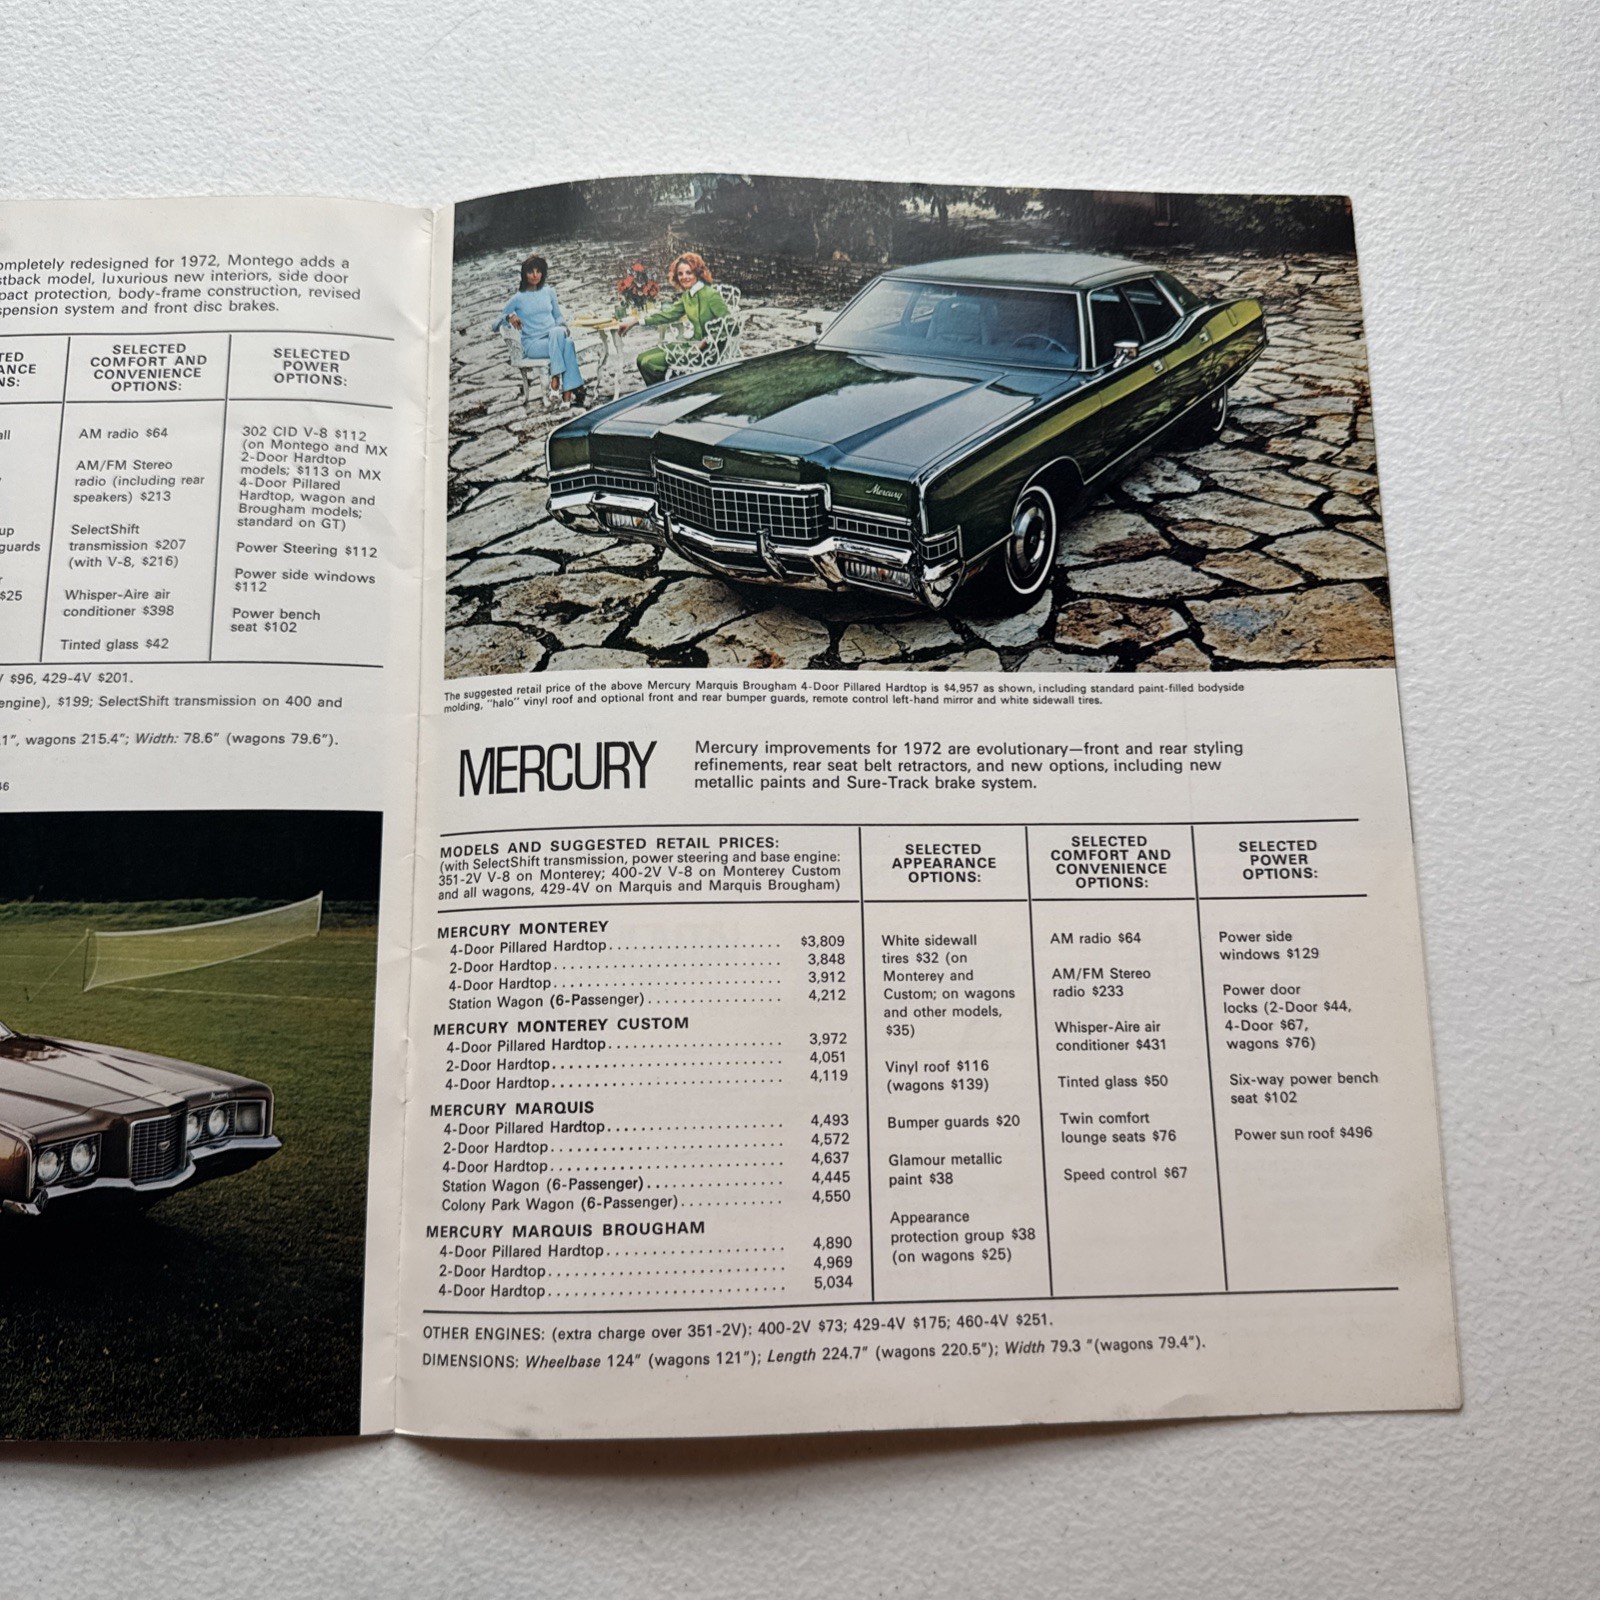 ompletely redesigned for 1972, Montego adds a
stback model, luxurious new interiors, side door
pact protection, body-frame construction, revised
spension system and front disc brakes.
TED
ANCE
NS:
SELECTED
COMFORT AND
CONVENIENCE
OPTIONS:
SELECTED
POWER
OPTIONS:
all
up
guards
$25
AM radio $64
AM/FM Stereo
radio (including rear
speakers) $213
SelectShift
transmission $207
(with V-8, $216)
Whisper-Aire air
conditioner $398
Tinted glass $42
302 CID V-8 $112
(on Montego and MX
2-Door Hardtop
models; $113 on MX
4-Door Pillared
Hardtop, wagon and
Brougham models;
standard on GT)
Power Steering $112
Power side windows
$112
Power bench
seat $102
V $96, 429-4V $201.
engine), $199; SelectShift transmission on 400 and
.1", wagons 215.4"; Width: 78.6" (wagons 79.6").
46
Mercury
The suggested retail price of the above Mercury Marquis Brougham 4-Door Pillared Hardtop is $4,957 as shown, including standard paint-filled bodyside
molding, "halo" vinyl roof and optional front and rear bumper guards, remote control left-hand mirror and white sidewall tires.
MERCURY
Mercury improvements for 1972 are evolutionary—front and rear styling
refinements, rear seat belt retractors, and new options, including new
metallic paints and Sure-Track brake system.
MODELS AND SUGGESTED RETAIL PRICES:
(with SelectShift transmission, power steering and base engine:
351-2V V-8 on Monterey; 400-2V V-8 on Monterey Custom
and all wagons, 429-4V on Marquis and Marquis Brougham)
MERCURY MONTEREY
4-Door Pillared Hardtop...................... $3,809
2-Door Hardtop............................ 3,848
4-Door Hardtop............................ 3,912
Station Wagon (6-Passenger)................ 4,212
MERCURY MONTEREY CUSTOM
4-Door Pillared Hardtop...................... 3,972
2-Door Hardtop............................ 4,051
4-Door Hardtop............................ 4,119
MERCURY MARQUIS
4-Door Pillared Hardtop...................... 4,493
2-Door Hardtop............................ 4,572
4-Door Hardtop............................ 4,637
Station Wagon (6-Passenger)................ 4,445
Colony Park Wagon (6-Passenger)............ 4,550
MERCURY MARQUIS BROUGHAM
4-Door Pillared Hardtop...................... 4,890
2-Door Hardtop............................ 4,969
4-Door Hardtop............................ 5,034
SELECTED
APPEARANCE
OPTIONS:
White sidewall
tires $32 (on
Monterey and
Custom; on wagons
and other models,
$35)
Vinyl roof $116
(wagons $139)
Bumper guards $20
Glamour metallic
paint $38
Appearance
protection group $38
(on wagons $25)
SELECTED
COMFORT AND
CONVENIENCE
OPTIONS:
AM radio $64
AM/FM Stereo
radio $233
Whisper-Aire air
conditioner $431
Tinted glass $50
Twin comfort
lounge seats $76
Speed control $67
SELECTED
POWER
OPTIONS:
Power side
windows $129
Power door
locks (2-Door $44,
4-Door $67,
wagons $76)
Six-way power bench
seat $102
Power sun roof $496
OTHER ENGINES: (extra charge over 351-2V): 400-2V $73; 429-4V $175; 460-4V $251.
DIMENSIONS: Wheelbase 124" (wagons 121"); Length 224.7" (wagons 220.5"); Width 79.3 "(wagons 79.4").